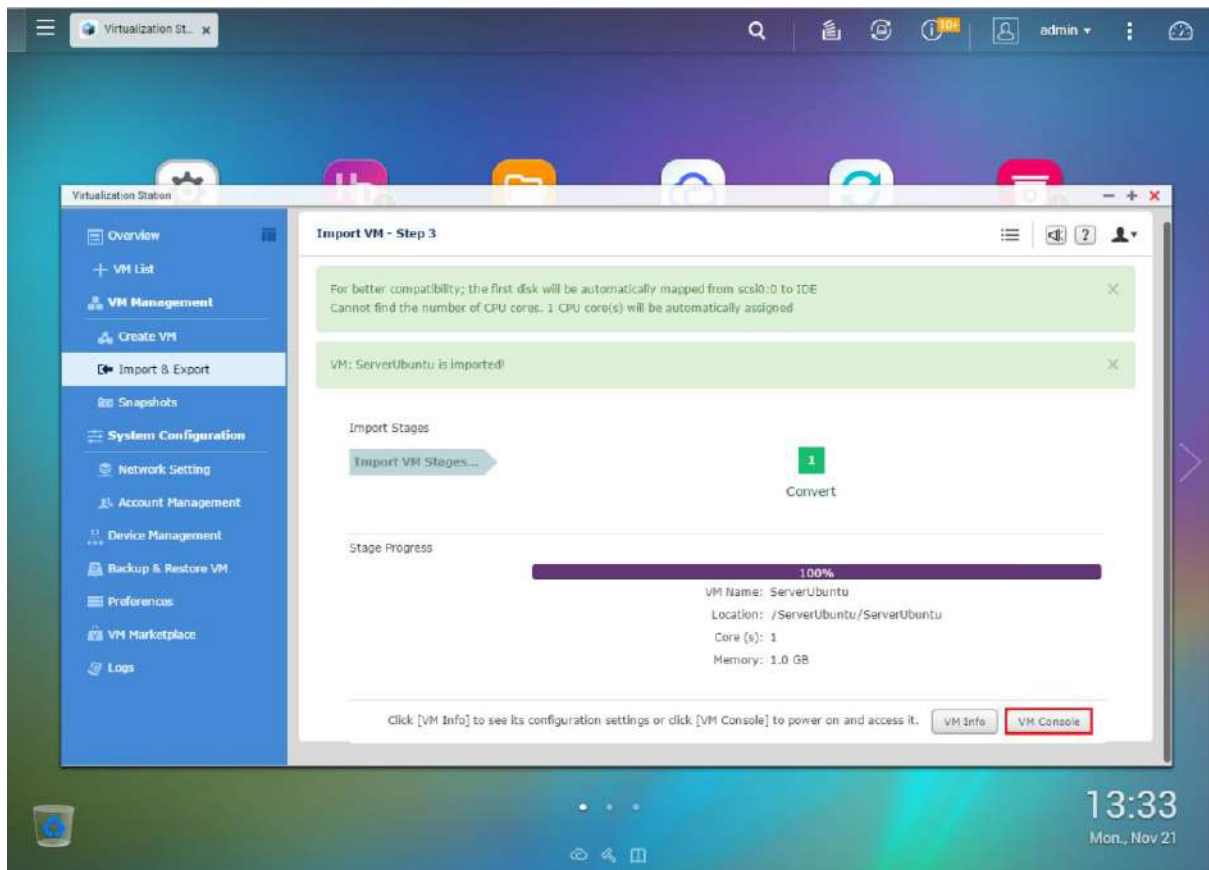 Virtualization St... x
10+
admin
Virtualization Station
Overview
VM List
VM Management
Create VM
Import & Export
Snapshots
System Configuration
Network Setting
Account Management
Device Management
Backup & Restore VM
Preferences
VM Marketplace
Logs
Import VM - Step 3
?
For better compatibility; the first disk will be automatically mapped from scsi0:0 to IDE
Cannot find the number of CPU cores. 1 CPU core(s) will be automatically assigned
VM: ServerUbuntu is imported!
Import Stages
Import VM Stages...
1
Convert
Stage Progress
100%
VM Name: ServerUbuntu
Location: /ServerUbuntu/ServerUbuntu
Core (s): 1
Memory: 1.0 GB
Click [VM Info] to see its configuration settings or click [VM Console] to power on and access it.
VM Info
VM Console
13:33
Mon., Nov 21